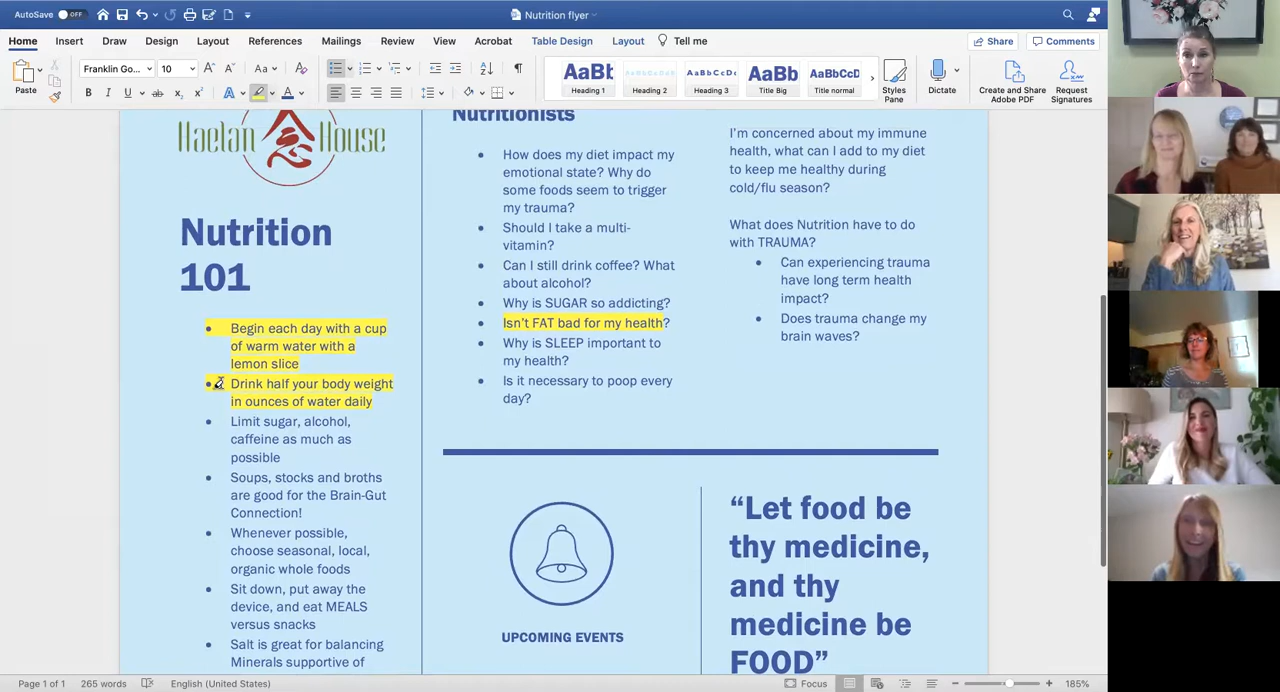 AutoSave OFF
Nutrition flyer
Home Insert Draw Design Layout References Mailings Review View Acrobat Table Design Layout Tell me
Share Comments
Paste
Franklin Go... 10
Aa
B I U ab x₂ x² A A
AaBb AaBbCcDc AaBbCcDc AaBb AaBbCcD
Heading 1 Heading 2 Heading 3 Title Big Title normal
Styles Pane
Dictate
Create and Share Adobe PDF
Request Signatures
Haelan House
Nutrition
101
• Begin each day with a cup
of warm water with a
lemon slice
• Drink half your body weight
in ounces of water daily
• Limit sugar, alcohol,
caffeine as much as
possible
• Soups, stocks and broths
are good for the Brain-Gut
Connection!
• Whenever possible,
choose seasonal, local,
organic whole foods
• Sit down, put away the
device, and eat MEALS
versus snacks
• Salt is great for balancing
Minerals supportive of
Nutritionists
• How does my diet impact my
emotional state? Why do
some foods seem to trigger
my trauma?
• Should I take a multi-
vitamin?
• Can I still drink coffee? What
about alcohol?
• Why is SUGAR so addicting?
• Isn't FAT bad for my health?
• Why is SLEEP important to
my health?
• Is it necessary to poop every
day?
I'm concerned about my immune
health, what can I add to my diet
to keep me healthy during
cold/flu season?
What does Nutrition have to do
with TRAUMA?
• Can experiencing trauma
have long term health
impact?
• Does trauma change my
brain waves?
UPCOMING EVENTS
“Let food be
thy medicine,
and thy
medicine be
FOOD”
Page 1 of 1 265 words English (United States) Focus 185%